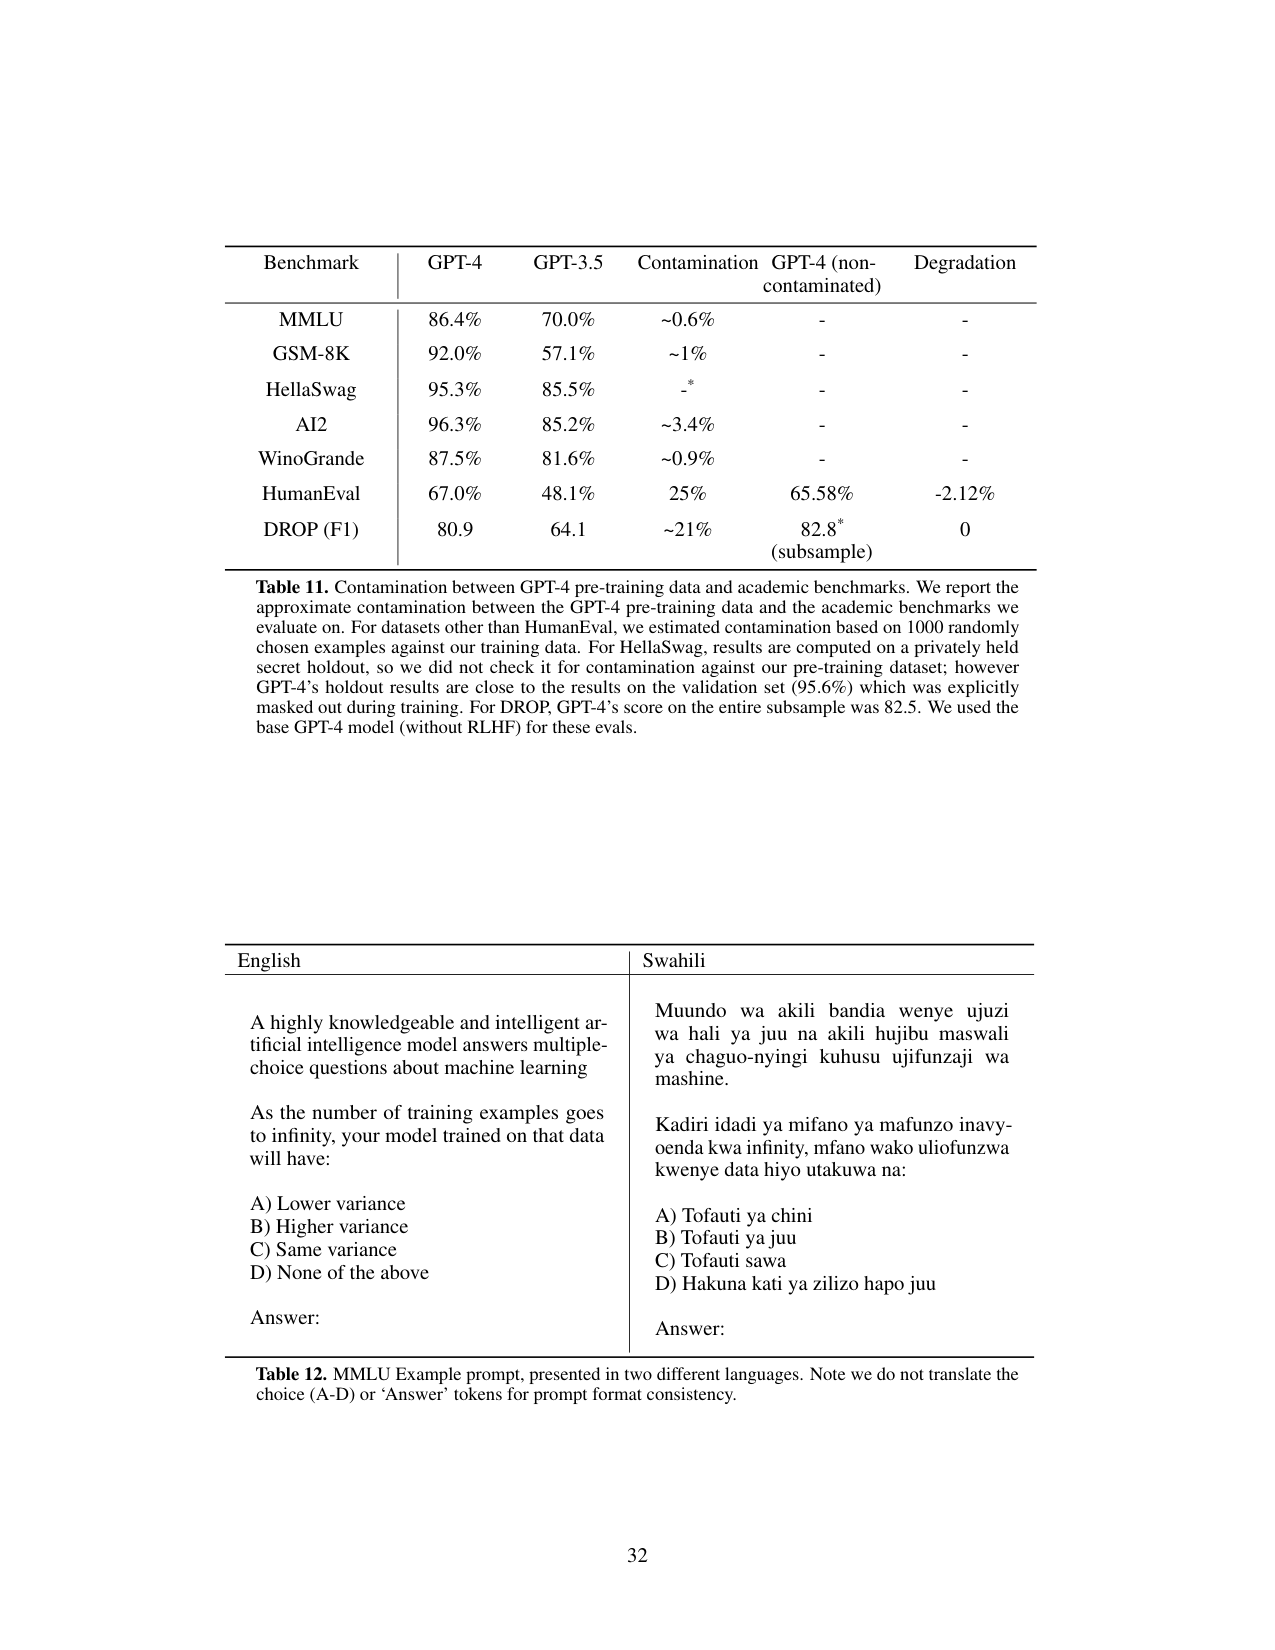 Benchmark GPT-4 GPT-3.5 Contamination GPT-4 (non-
contaminated) Degradation
MMLU 86.4% 70.0% ~0.6% - -
GSM-8K 92.0% 57.1% ~1% - -
HellaSwag 95.3% 85.5% -* - -
AI2 96.3% 85.2% ~3.4% - -
WinoGrande 87.5% 81.6% ~0.9% - -
HumanEval 67.0% 48.1% 25% 65.58% -2.12%
DROP (F1) 80.9 64.1 ~21% 82.8* 0
(subsample)
Table 11. Contamination between GPT-4 pre-training data and academic benchmarks. We report the
approximate contamination between the GPT-4 pre-training data and the academic benchmarks we
evaluate on. For datasets other than HumanEval, we estimated contamination based on 1000 randomly
chosen examples against our training data. For HellaSwag, results are computed on a privately held
secret holdout, so we did not check it for contamination against our pre-training dataset; however
GPT-4's holdout results are close to the results on the validation set (95.6%) which was explicitly
masked out during training. For DROP, GPT-4's score on the entire subsample was 82.5. We used the
base GPT-4 model (without RLHF) for these evals.
English
A highly knowledgeable and intelligent ar-
tificial intelligence model answers multiple-
choice questions about machine learning
As the number of training examples goes
to infinity, your model trained on that data
will have:
A) Lower variance
B) Higher variance
C) Same variance
D) None of the above
Answer:
Swahili
Muundo wa akili bandia wenye ujuzi
wa hali ya juu na akili hujibu maswali
ya chaguo-nyingi kuhusu ujifunzaji wa
mashine.
Kadiri idadi ya mifano ya mafunzo inavy-
oenda kwa infinity, mfano wako uliofunzwa
kwenye data hiyo utakuwa na:
A) Tofauti ya chini
B) Tofauti ya juu
C) Tofauti sawa
D) Hakuna kati ya zilizo hapo juu
Answer:
Table 12. MMLU Example prompt, presented in two different languages. Note we do not translate the
choice (A-D) or ‘Answer’ tokens for prompt format consistency.
32